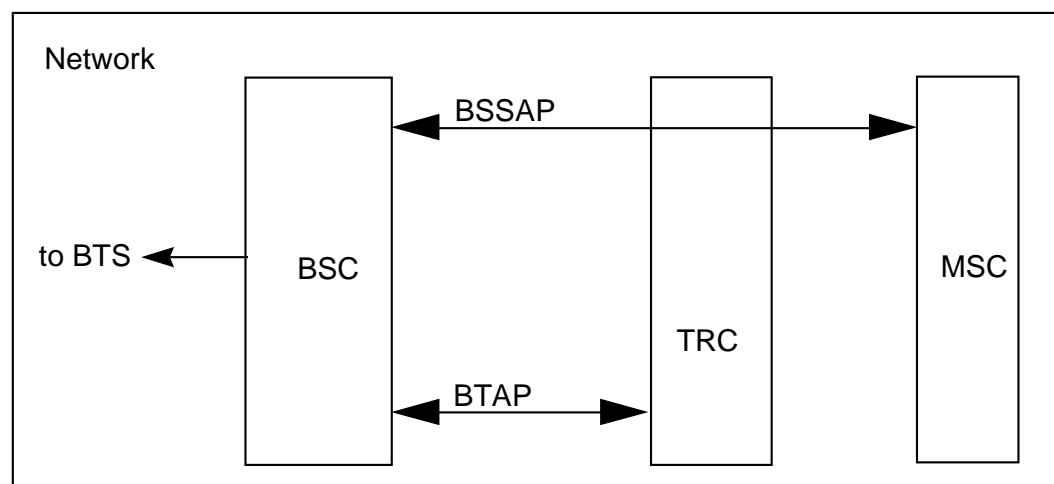 Network
BSSAP
to BTS
BSC
MSC
TRC
BTAP